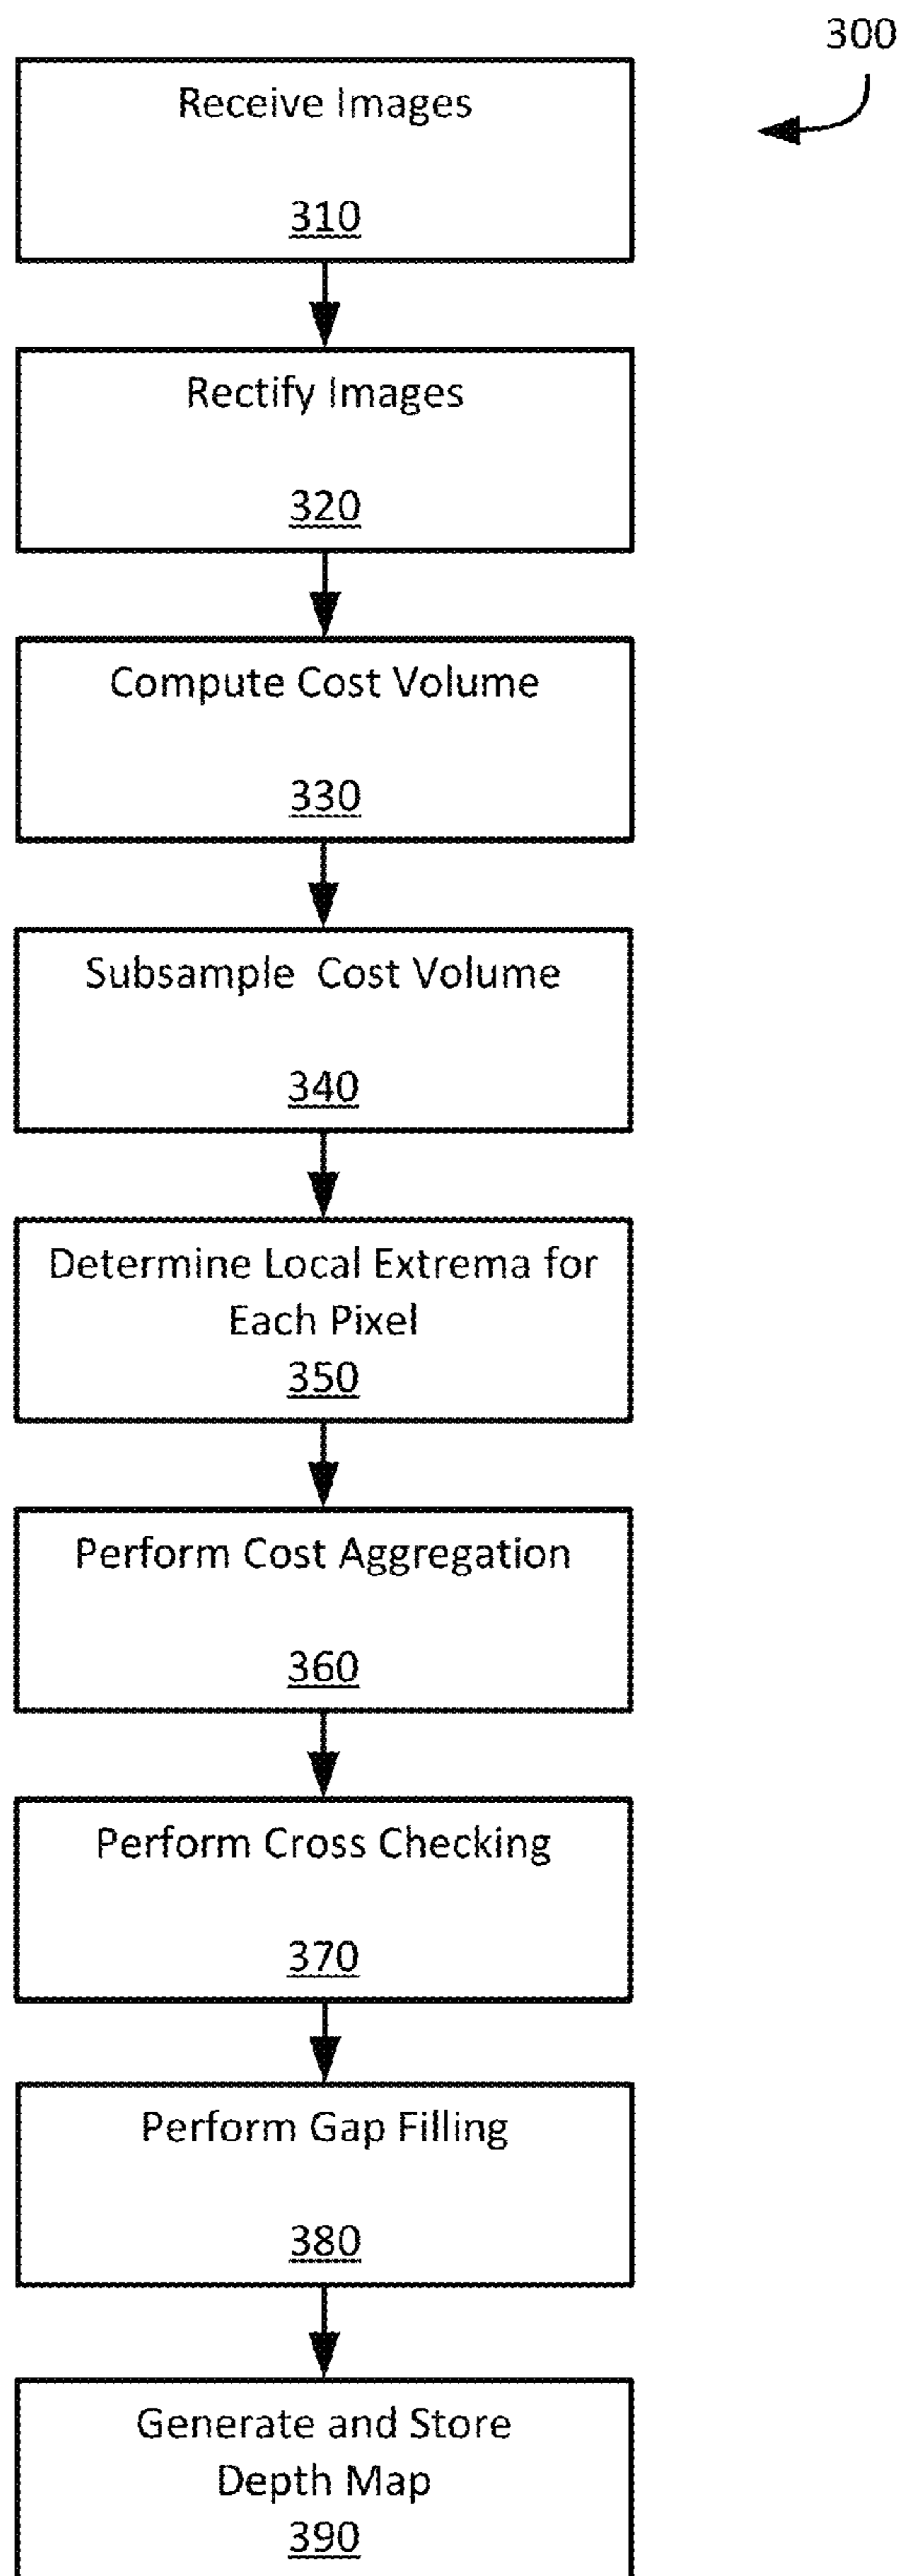 300
Receive Images
310
Rectify Images
320
Compute Cost Volume
330
Subsample Cost Volume
340
Determine Local Extrema for
Each Pixel
350
Perform Cost Aggregation
360
Perform Cross Checking
370
Perform Gap Filling
380
Generate and Store
Depth Map
390